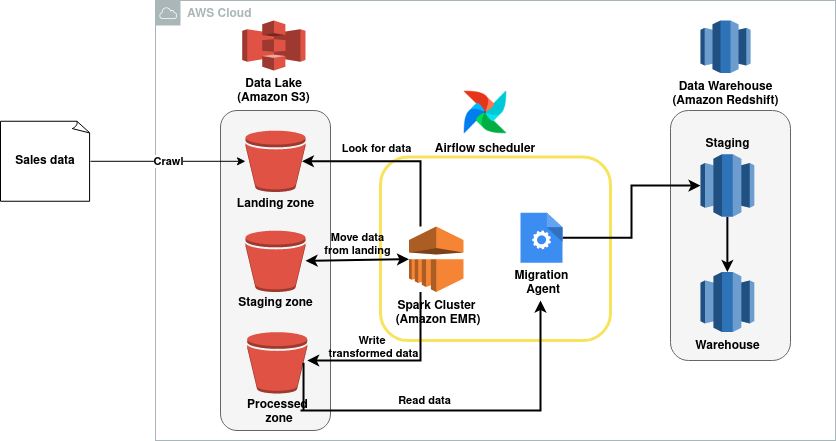 AWS Cloud
Data Lake
(Amazon S3)
Data Warehouse
(Amazon Redshift)
Airflow scheduler
Sales data
Crawl
Look for data
Landing zone
Staging
Move data
from landing
Staging zone
Spark Cluster
(Amazon EMR)
Migration
Agent
Write
transformed data
Warehouse
Processed
zone
Read data